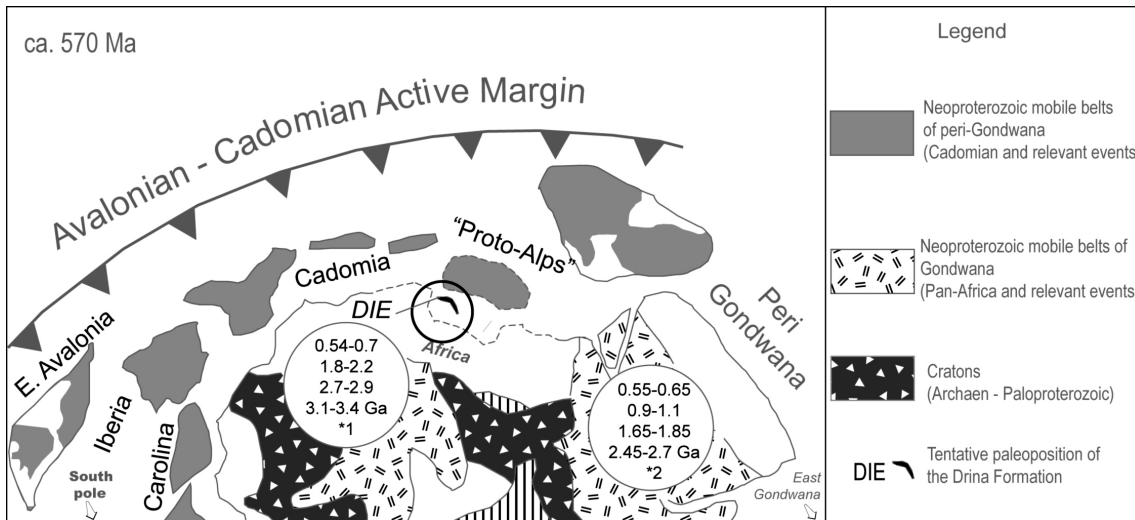 ca. 570 Ma
Avalonian - Cadomian Active Margin
"Proto-Alps"
Cadomia
DIE
Africa
Peri
Gondwana
E. Avalonia
Iberia
Carolina
South
pole
0.54-0.7
1.8-2.2
2.7-2.9
3.1-3.4 Ga
*1
0.55-0.65
0.9-1.1
1.65-1.85
2.45-2.7 Ga
*2
East
Gondwana
Legend
Neoproterozoic mobile belts
of peri-Gondwana
(Cadomian and relevant events
Neoproterozoic mobile belts of
Gondwana
(Pan-Africa and relevant events
Cratons
(Archaen - Paloproterozoic)
DIE
Tentative paleoposition of
the Drina Formation